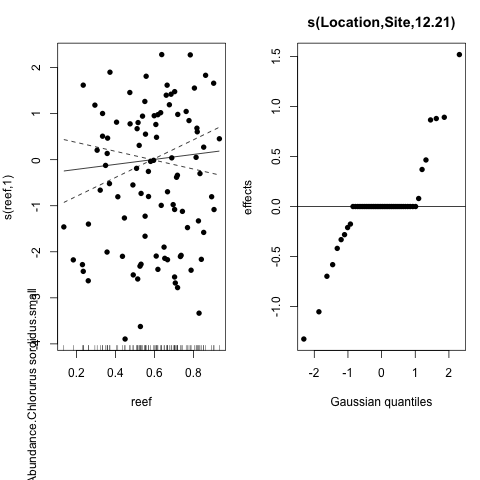 s(Location,Site,12.21)
s(reef,1)
2
1
0
-1
-2
-3
-4
0.2 0.4 0.6 0.8
reef
Abundance.Chlorurus sorgidus.small
effects
1.5
1.0
0.5
0.0
-0.5
-1.0
-2 -1 0 1 2
Gaussian quantiles